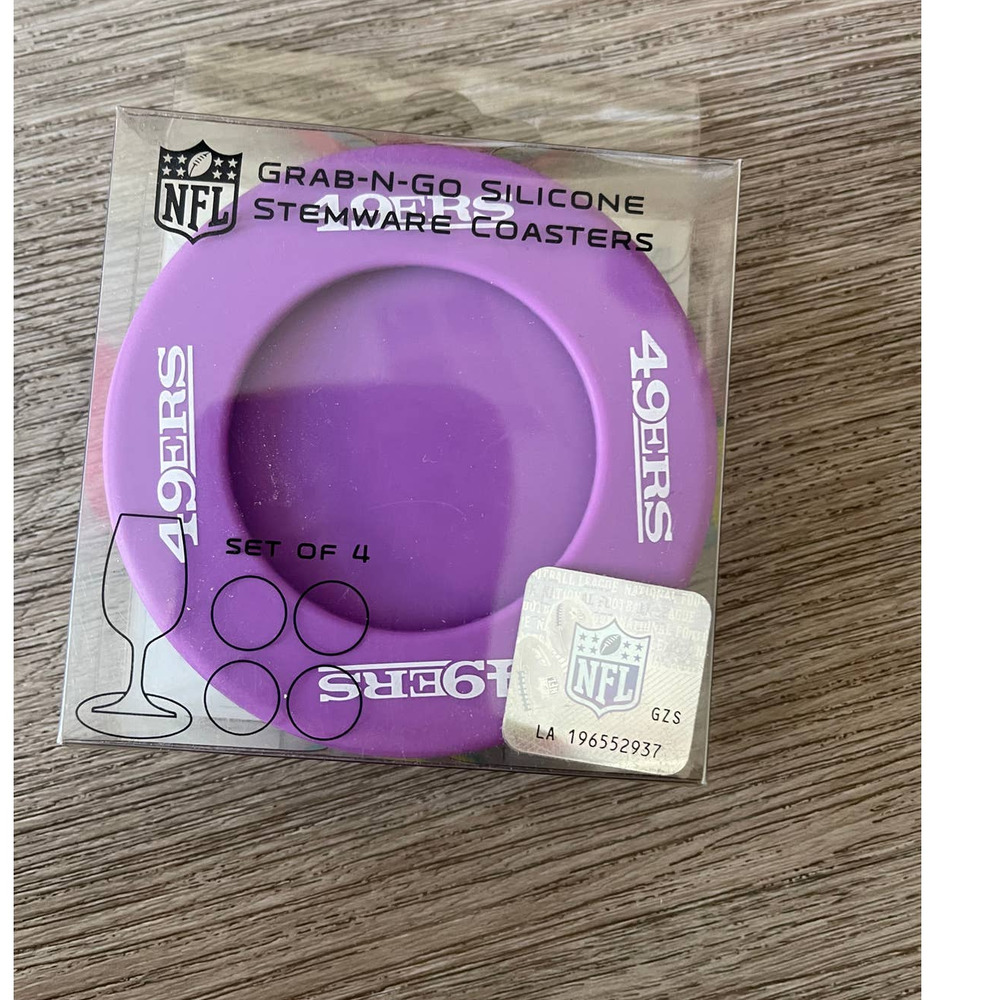 NFL
GRAB-N-GO SILICONE
STEMWARE COASTERS
49ERS
49ERS
49ERS
SET OF 4
49ERS
NFL
GZS
LA 196552937